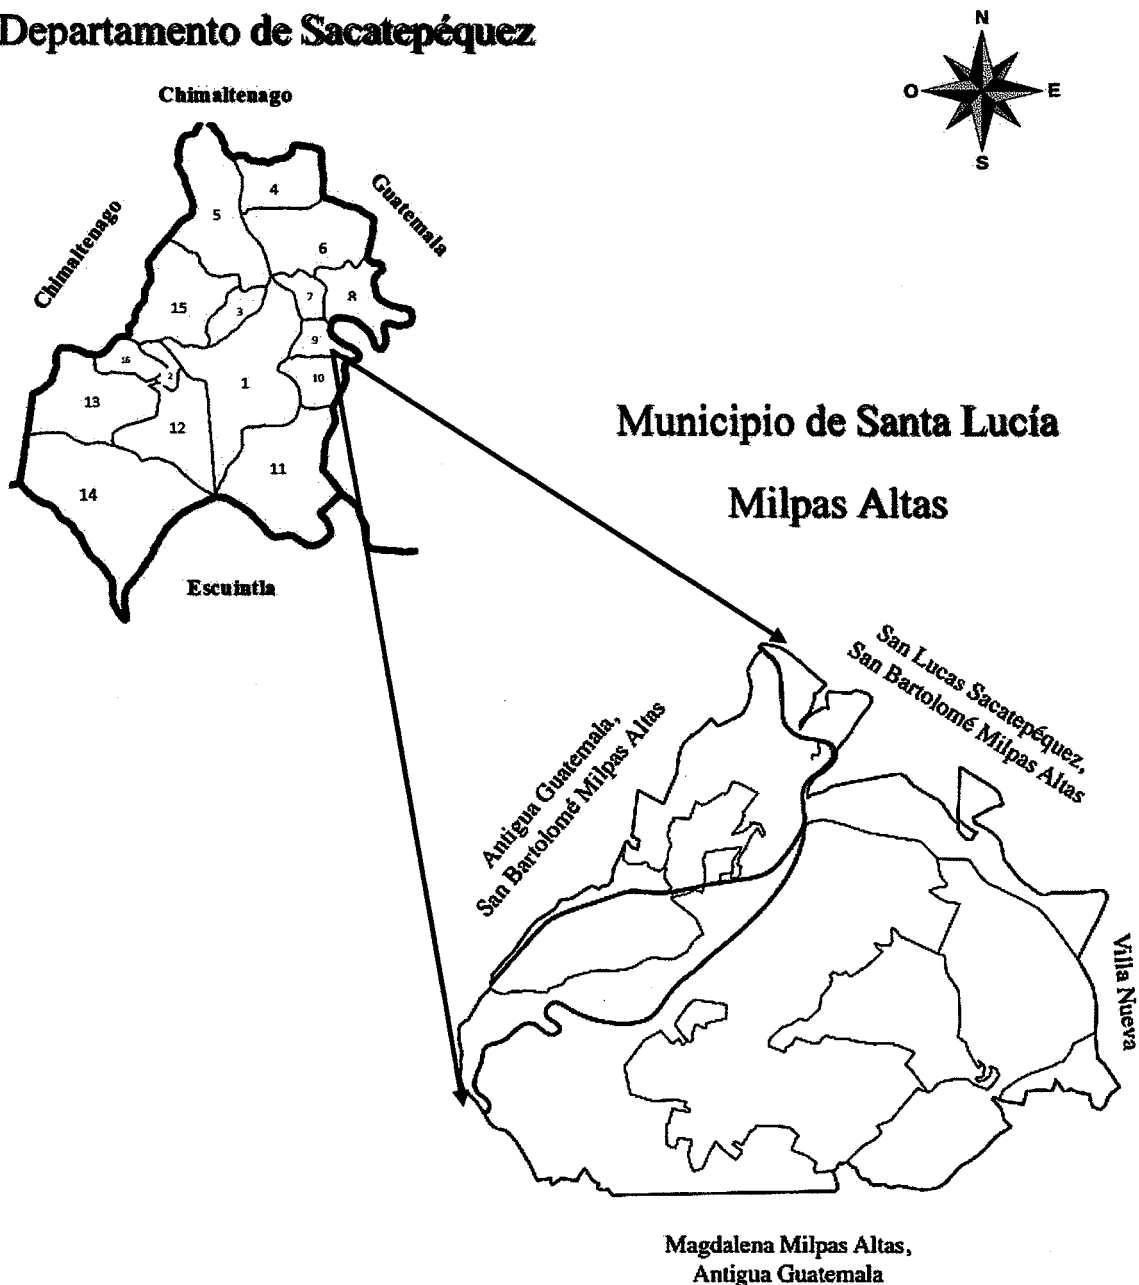 Departamento de Sacatepéquez
N
O
E
S
Chimaltenago
Chimaltenago
Guatemala
4
5
6
7
8
15
3
9
16
2
1
10
13
12
11
14
Escuintla
Municipio de Santa Lucía
Milpas Altas
San Lucas Sacatepéquez,
San Bartolomé Milpas Altas
Antigua Guatemala,
San Bartolomé Milpas Altas
Villa Nueva
Magdalena Milpas Altas,
Antigua Guatemala